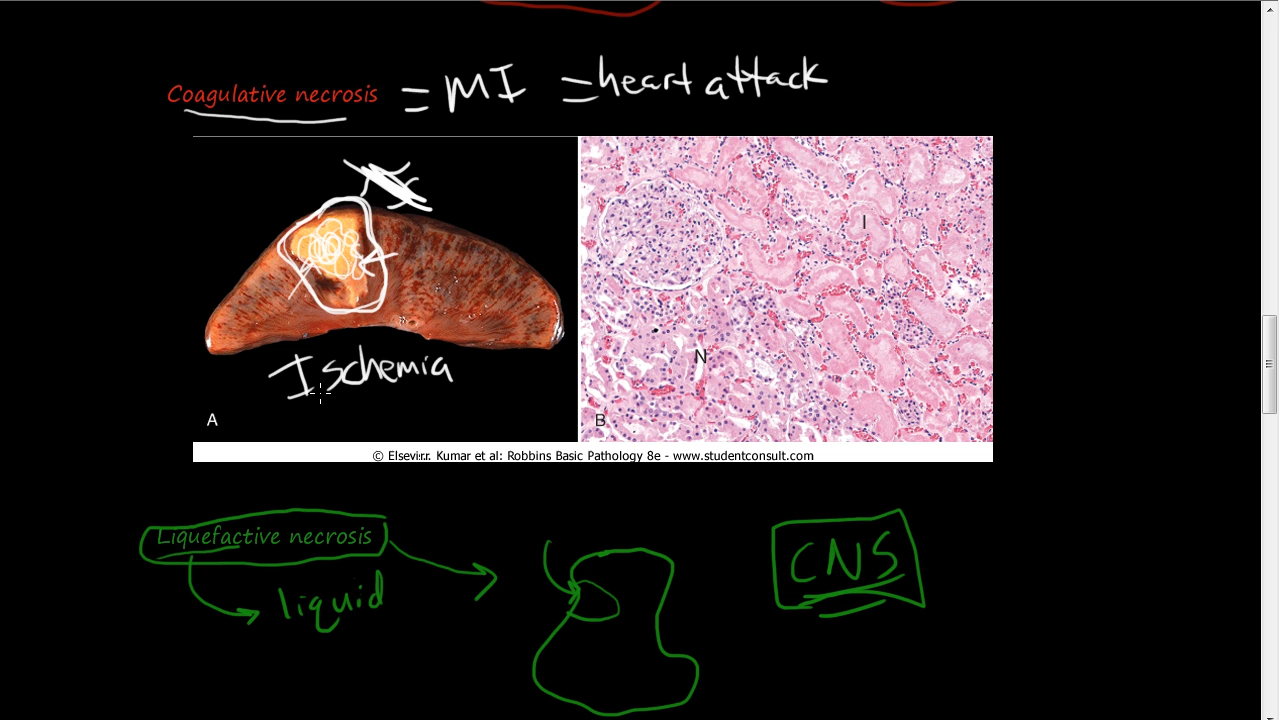 Coagulative necrosis = MI = heart attack
I
Ischemia
N
A
B
© Elsevirr. Kumar et al: Robbins Basic Pathology 8e - www.studentconsult.com
Liquefactive necrosis
CNS
liquid